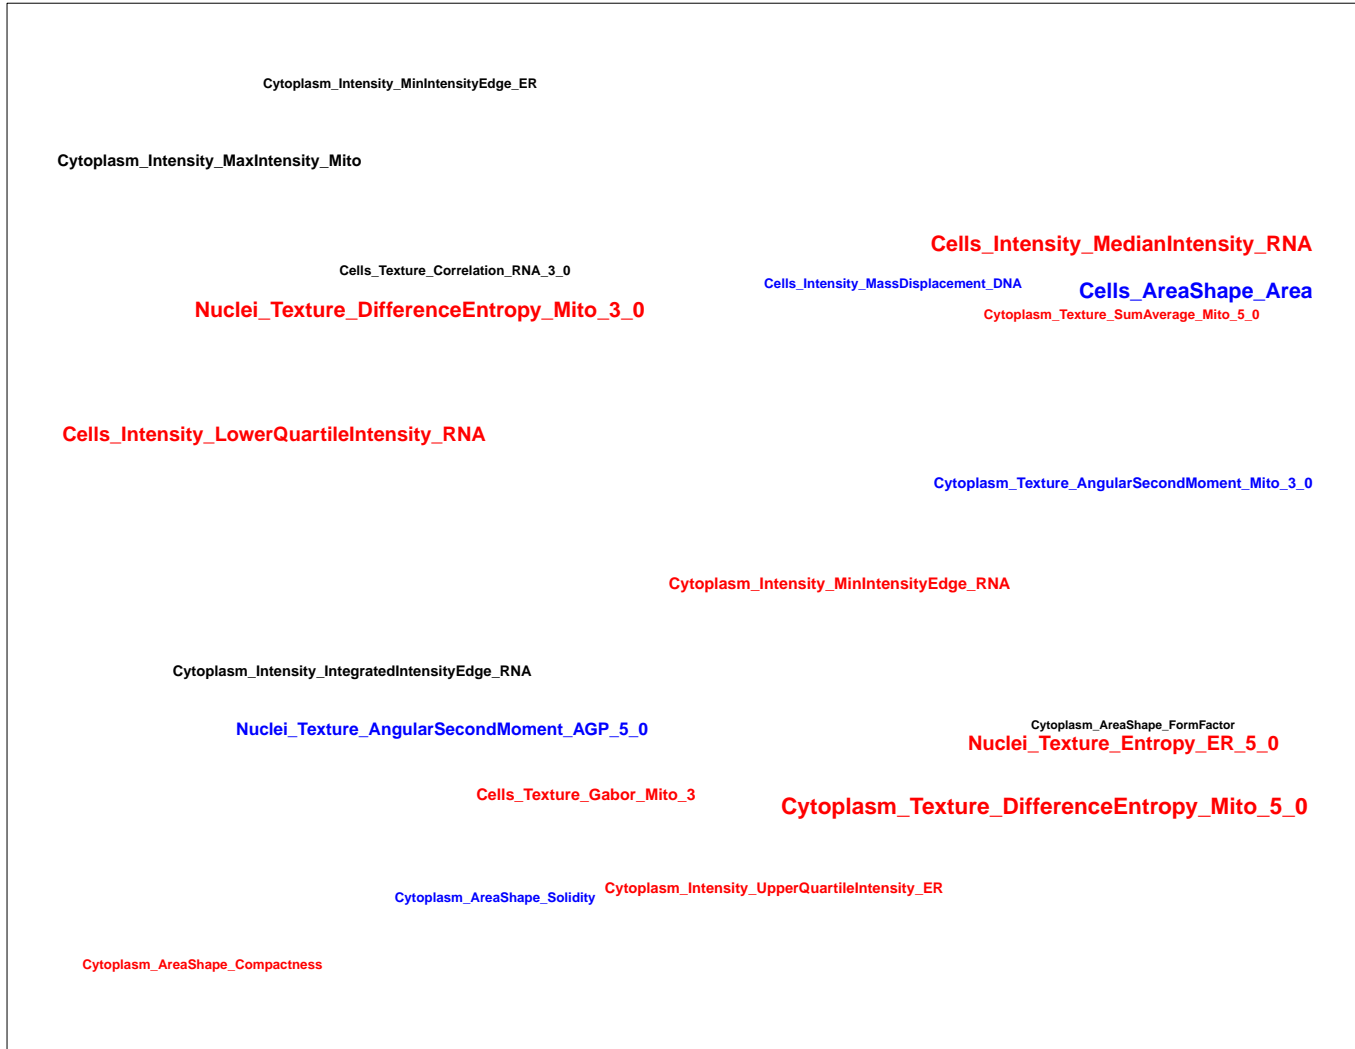 Cytoplasm_Intensity_MinIntensityEdge_ER
Cytoplasm_Intensity_MaxIntensity_Mito
Cells_Intensity_MedianIntensity_RNA
Cells_Texture_Correlation_RNA_3_0
Cells_Intensity_MassDisplacement_DNA
Cells_AreaShape_Area
Nuclei_Texture_DifferenceEntropy_Mito_3_0
Cytoplasm_Texture_SumAverage_Mito_5_0
Cells_Intensity_LowerQuartileIntensity_RNA
Cytoplasm_Texture_AngularSecondMoment_Mito_3_0
Cytoplasm_Intensity_MinIntensityEdge_RNA
Cytoplasm_Intensity_IntegratedIntensityEdge_RNA
Nuclei_Texture_AngularSecondMoment_AGP_5_0
Cytoplasm_AreaShape_FormFactor
Nuclei_Texture_Entropy_ER_5_0
Cells_Texture_Gabor_Mito_3
Cytoplasm_Texture_DifferenceEntropy_Mito_5_0
Cytoplasm_AreaShape_Solidity
Cytoplasm_Intensity_UpperQuartileIntensity_ER
Cytoplasm_AreaShape_Compactness